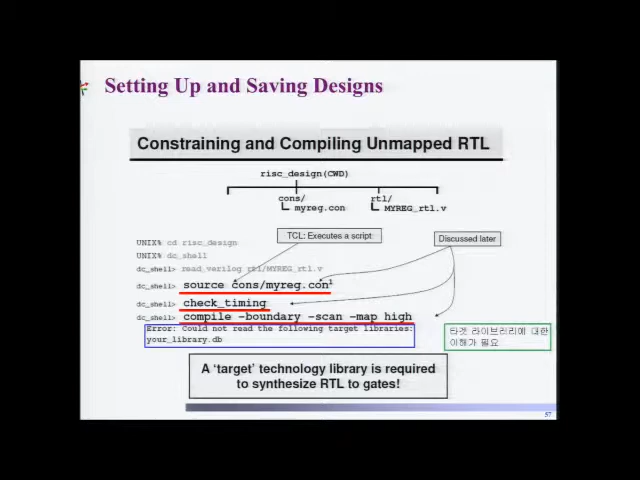 Setting Up and Saving Designs
Constraining and Compiling Unmapped RTL
risc_design(CWD)
cons/ rtl/
myreg.con MYREG_rtl.v
TCL: Executes a script
Discussed later
UNIX% cd risc_design
UNIX% dc_shell
dc_shell> read_verilog rtl/MYREG_rtl.v
dc_shell> source cons/myreg.con
dc_shell> check_timing
dc_shell> compile -boundary -scan -map high
Error: Could not read the following target libraries:
your_library.db
타겟 라이브러리에 대한
이해가 필요
A 'target' technology library is required
to synthesize RTL to gates!
57